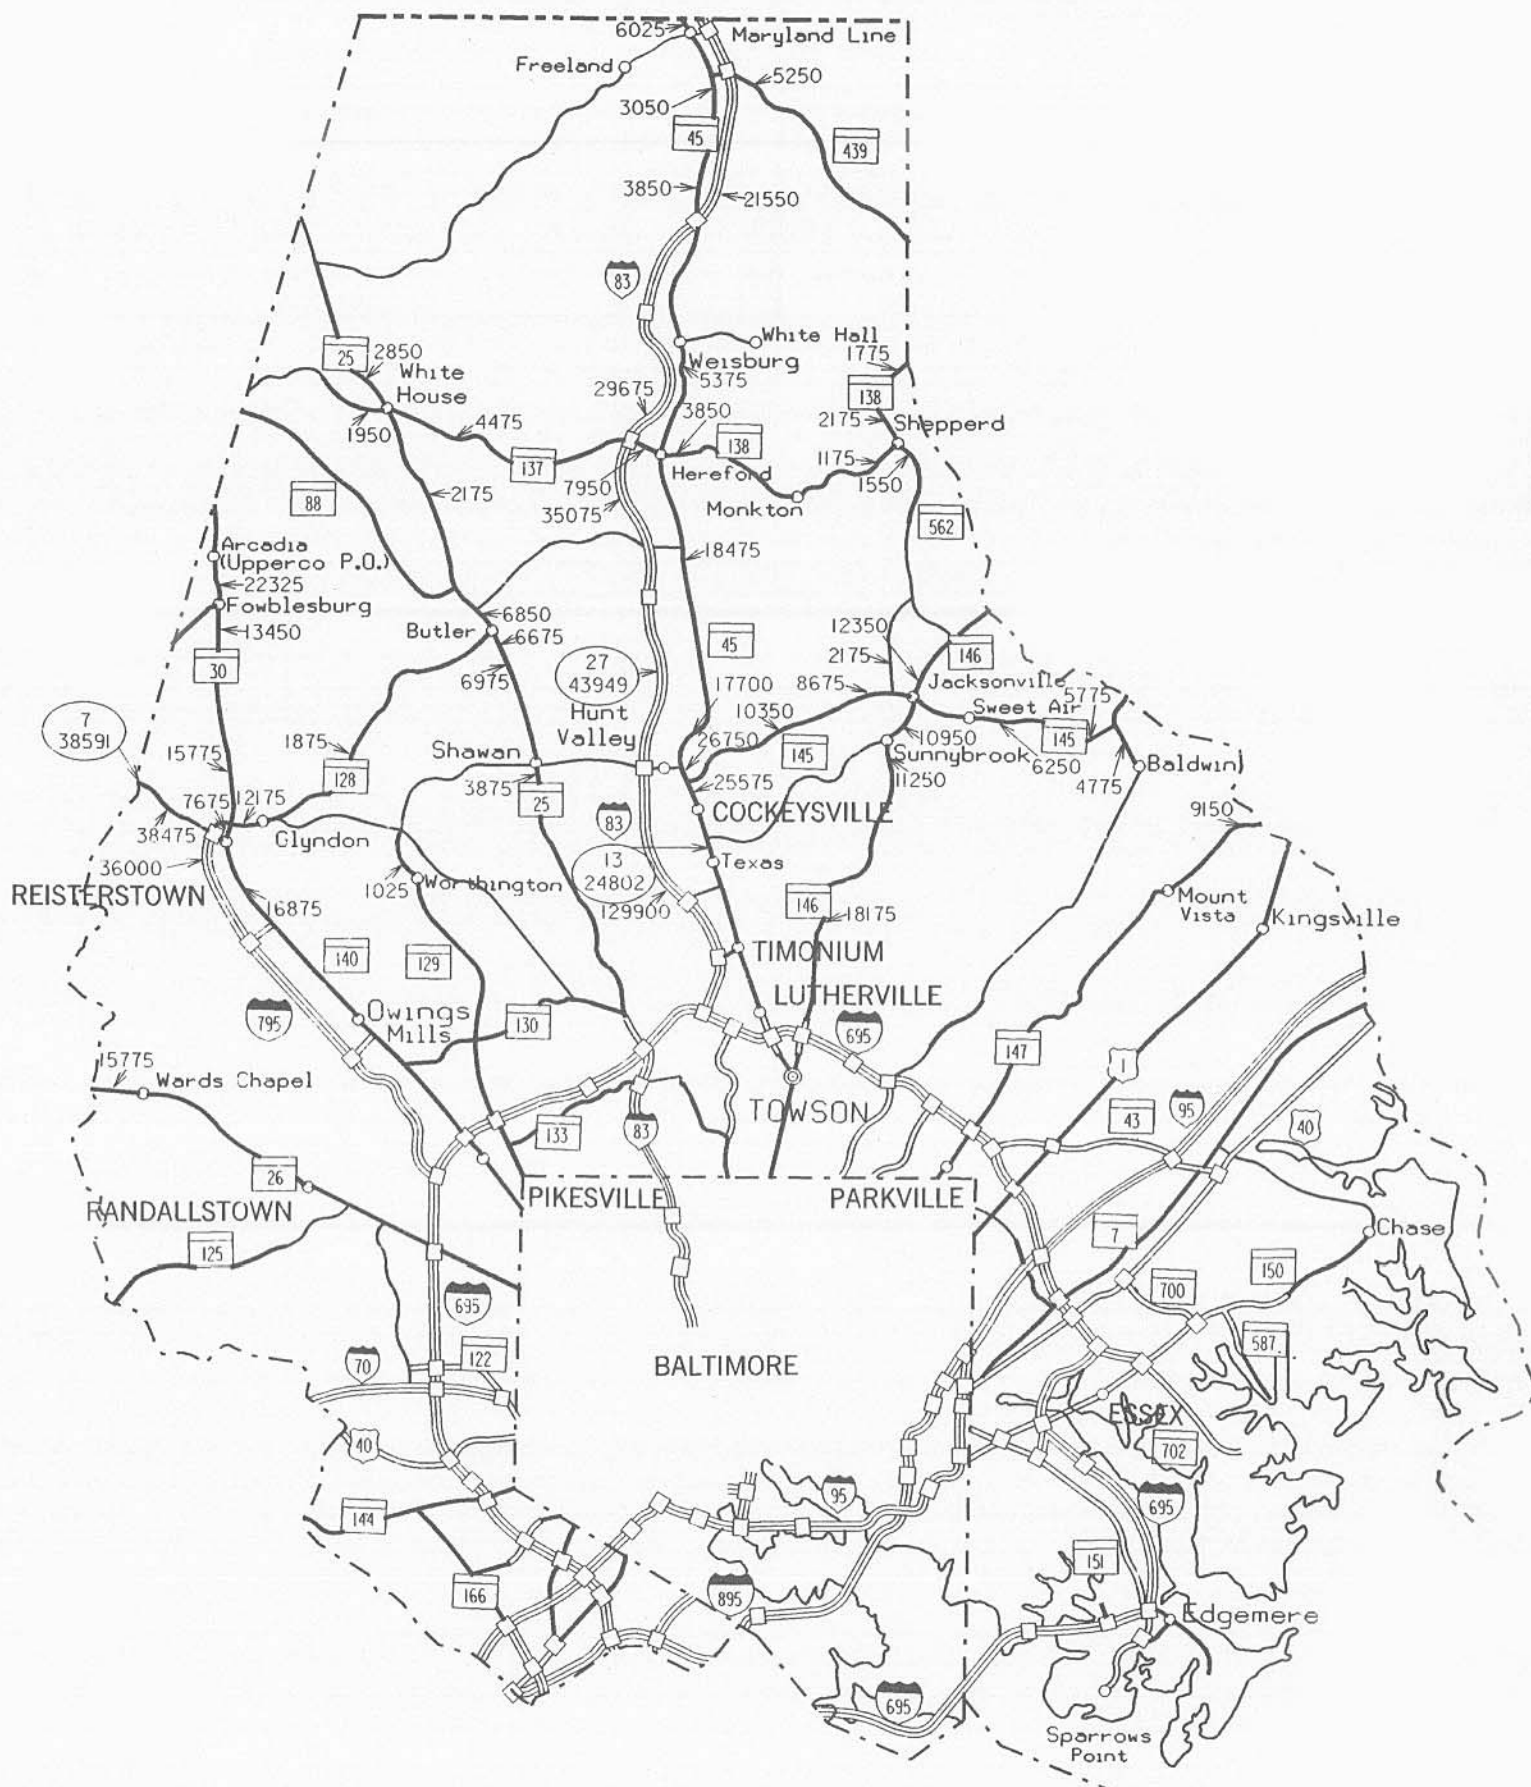 6025
Maryland Line
Freeland
5250
3050
45
439
3850
21550
83
White Hall
25
2850
Weisburg
1775
White
House
29675
5375
138
3850
2175
Shepperd
4475
1950
138
137
7950
Hereford
1175
1550
88
2175
35075
Monkton
562
Arcadia
(Upperco P.O.)
18475
22325
Fowblesburg
13450
6850
Butler
6675
12350
45
2175
146
30
27
43949
6975
17700
8675
Jacksonville
5775
7
38591
Hunt
Valley
10350
Sweet Air
15775
1875
Shawan
26750
145
10950
145
Sunnybrook
6250
128
3875
25575
11250
4775
Baldwin
7675
12175
25
COCKEYSVILLE
9150
38475
Glyndon
83
36000
13
24802
Texas
REISTERSTOWN
1025
Worthington
129900
146
Mount
Vista
16875
18175
Kingsville
140
129
TIMONIUM
LUTHERVILLE
795
Owings
Mills
130
695
147
15775
Wards Chapel
1
TOWSON
43
95
133
83
40
26
PIKESVILLE
PARKVILLE
RANDALLSTOWN
7
Chase
125
150
700
695
587
70
122
BALTIMORE
ESSEX
40
702
95
695
144
151
166
895
Edgemere
695
Sparrows
Point